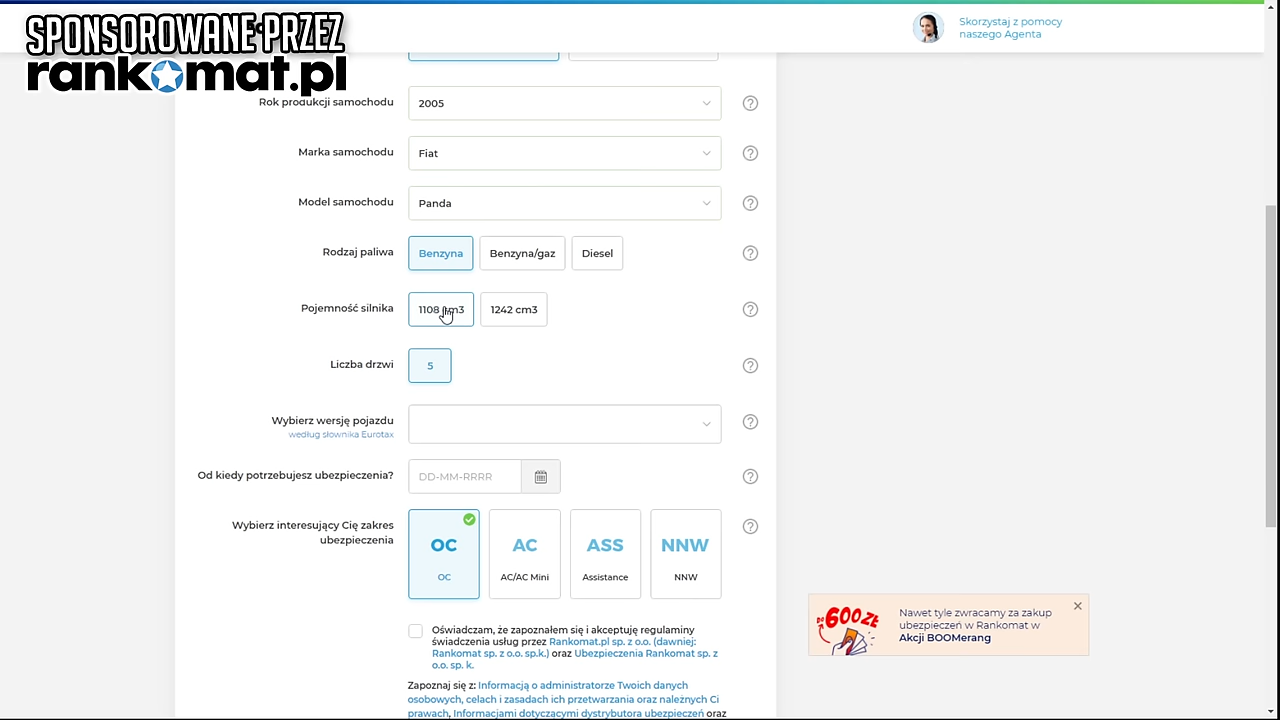 SPONSOROWANE PRZEZ
rankomat.pl
Skorzystaj z pomocy
naszego Agenta
Rok produkcji samochodu
2005
Marka samochodu
Fiat
Model samochodu
Panda
Rodzaj paliwa
Benzyna
Benzyna/gaz
Diesel
Pojemność silnika
1108 cm3
1242 cm3
Liczba drzwi
5
Wybierz wersję pojazdu
według słownika Eurotax
Od kiedy potrzebujesz ubezpieczenia?
DD-MM-RRRR
Wybierz interesujący Cię zakres
ubezpieczenia
OC
OC
AC
AC/AC Mini
ASS
Assistance
NNW
NNW
DO 600 ZŁ
Nawet tyle zwracamy za zakup
ubezpieczeń w Rankomat w
Akcji BOOMerang
Oświadczam, że zapoznałem się i akceptuję regulaminy
świadczenia usług przez Rankomat.pl sp. z o.o. (dawniej:
Rankomat sp. z o.o. sp.k.) oraz Ubezpieczenia Rankomat sp. z
o.o. sp. k.
Zapoznaj się z: Informacją o administratorze Twoich danych
osobowych, celach i zasadach ich przetwarzania oraz należnych Ci
prawach, Informacjami dotyczącymi dystrybutora ubezpieczeń oraz